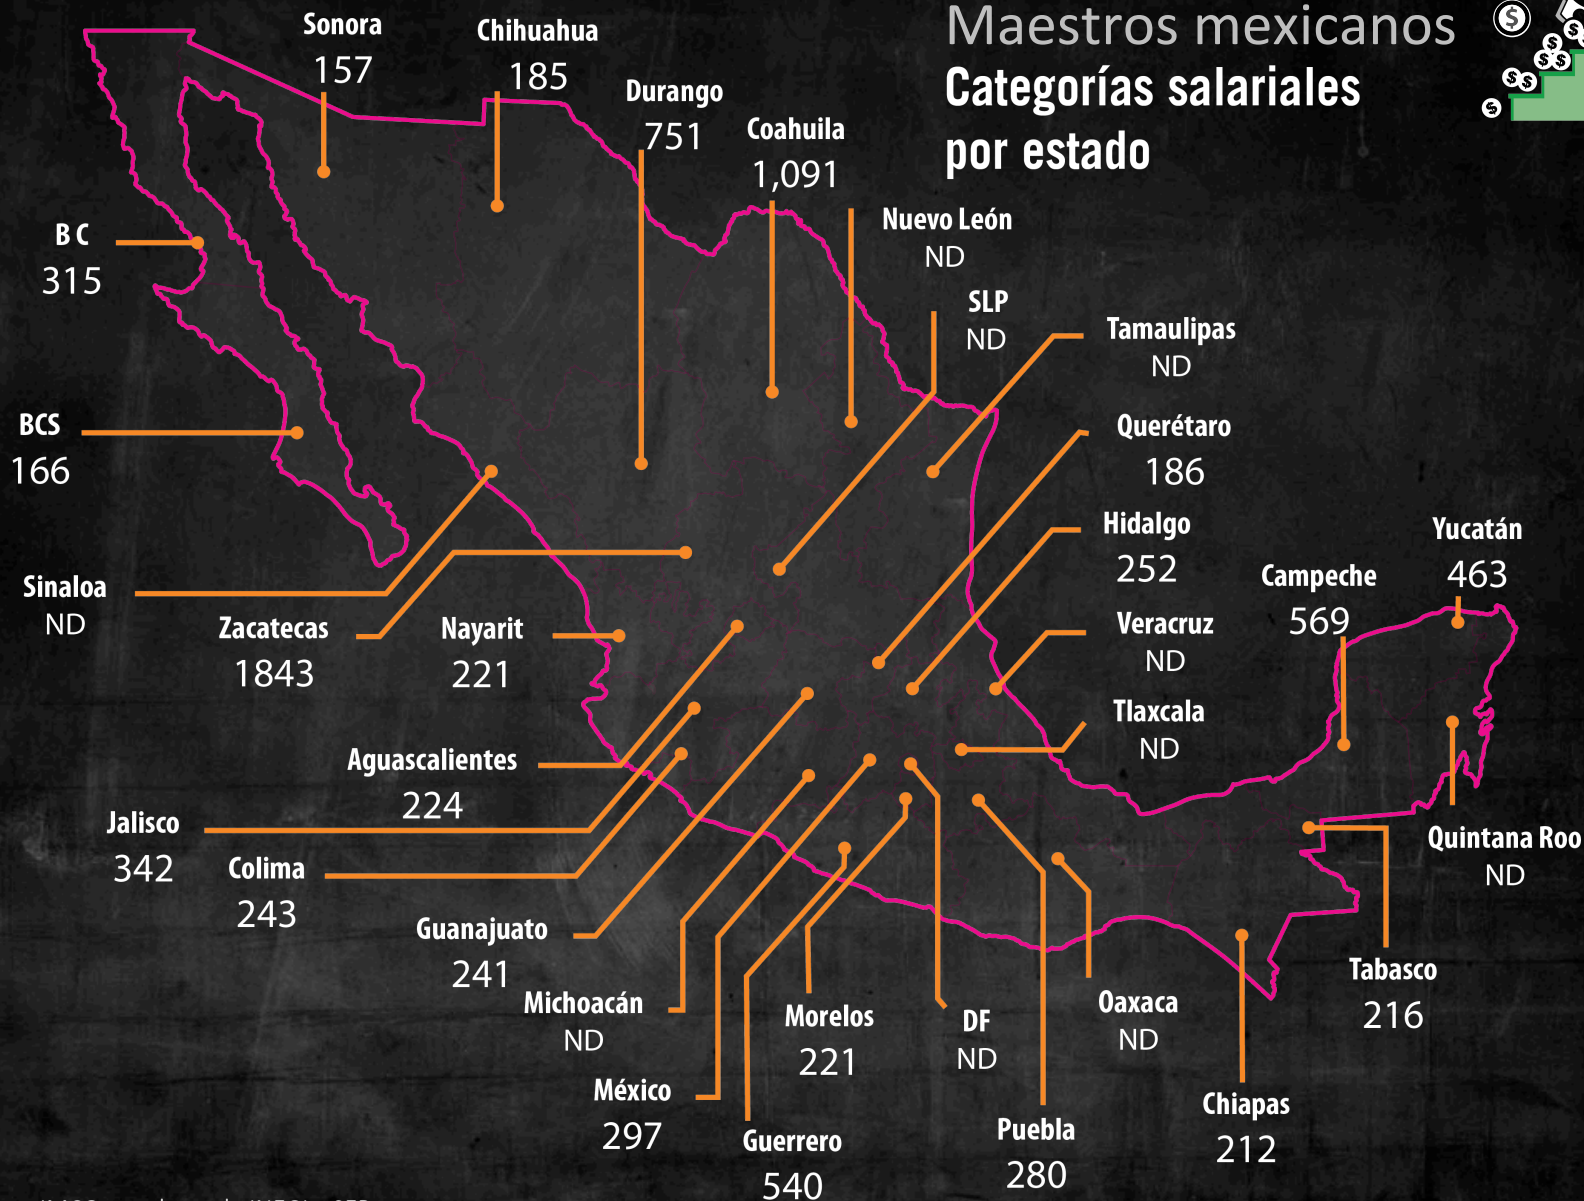 Maestros mexicanos
Categorías salariales
por estado
Sonora
157
Chihuahua
185
Durango
751
Coahuila
1,091
Nuevo León
ND
SLP
ND
Tamaulipas
ND
B C
315
BCS
166
Querétaro
186
Hidalgo
252
Yucatán
463
Campeche
569
Sinaloa
ND
Zacatecas
1843
Nayarit
221
Veracruz
ND
Tlaxcala
ND
Aguascalientes
224
Jalisco
342
Colima
243
Quintana Roo
ND
Guanajuato
241
Michoacán
ND
Morelos
221
DF
ND
Oaxaca
ND
Tabasco
216
México
297
Guerrero
540
Puebla
280
Chiapas
212